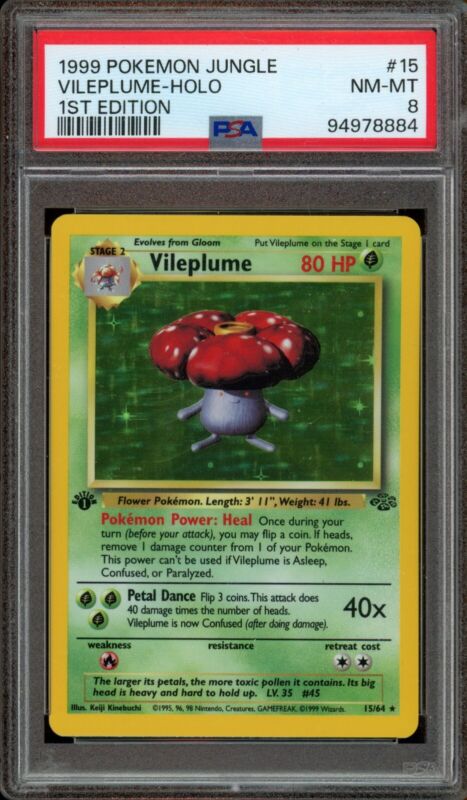 1999 POKEMON JUNGLE #15
VILEPLUME-HOLO NM-MT
1ST EDITION 8
PSA 94978884
Evolves from Gloom Put Vileplume on the Stage 1 card
STAGE 2 Vileplume 80 HP
EDITION 1
Flower Pokémon. Length: 3' 11", Weight: 41 lbs.
Pokémon Power: Heal Once during your
turn (before your attack), you may flip a coin. If heads,
remove 1 damage counter from 1 of your Pokémon.
This power can't be used if Vileplume is Asleep,
Confused, or Paralyzed.
Petal Dance Flip 3 coins. This attack does
40 damage times the number of heads.
Vileplume is now Confused (after doing damage).
40x
weakness resistance retreat cost
The larger its petals, the more toxic pollen it contains. Its big
head is heavy and hard to hold up. LV. 35 #45
Illus. Keiji Kinebuchi ©1995, 96, 98 Nintendo, Creatures, GAMEFREAK. ©1999 Wizards. 15/64 ★
PSA